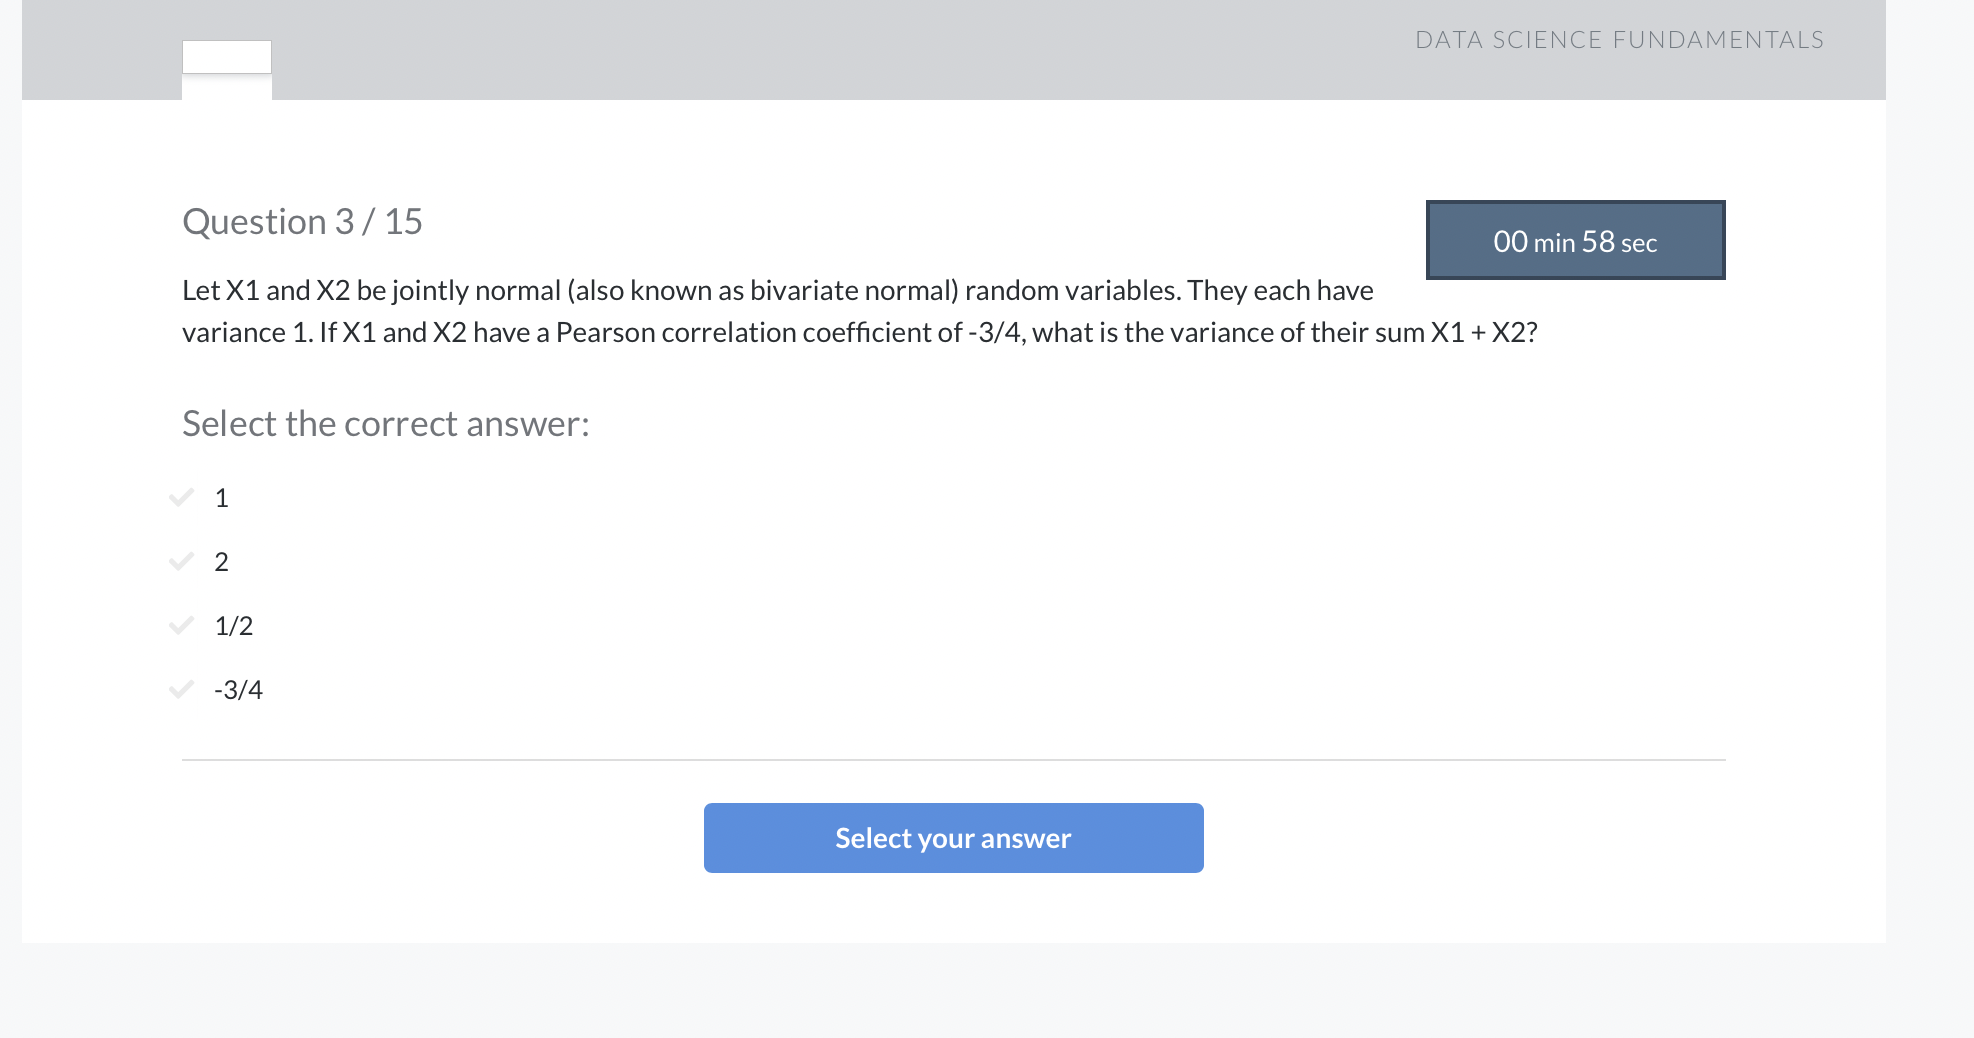 DATA SCIENCE FUNDAMENTALS
Question 3 / 15
00 min 58 sec
Let X1 and X2 be jointly normal (also known as bivariate normal) random variables. They each have
variance 1. If X1 and X2 have a Pearson correlation coefficient of -3/4, what is the variance of their sum X1 + X2?
Select the correct answer:
1
2
1/2
-3/4
Select your answer